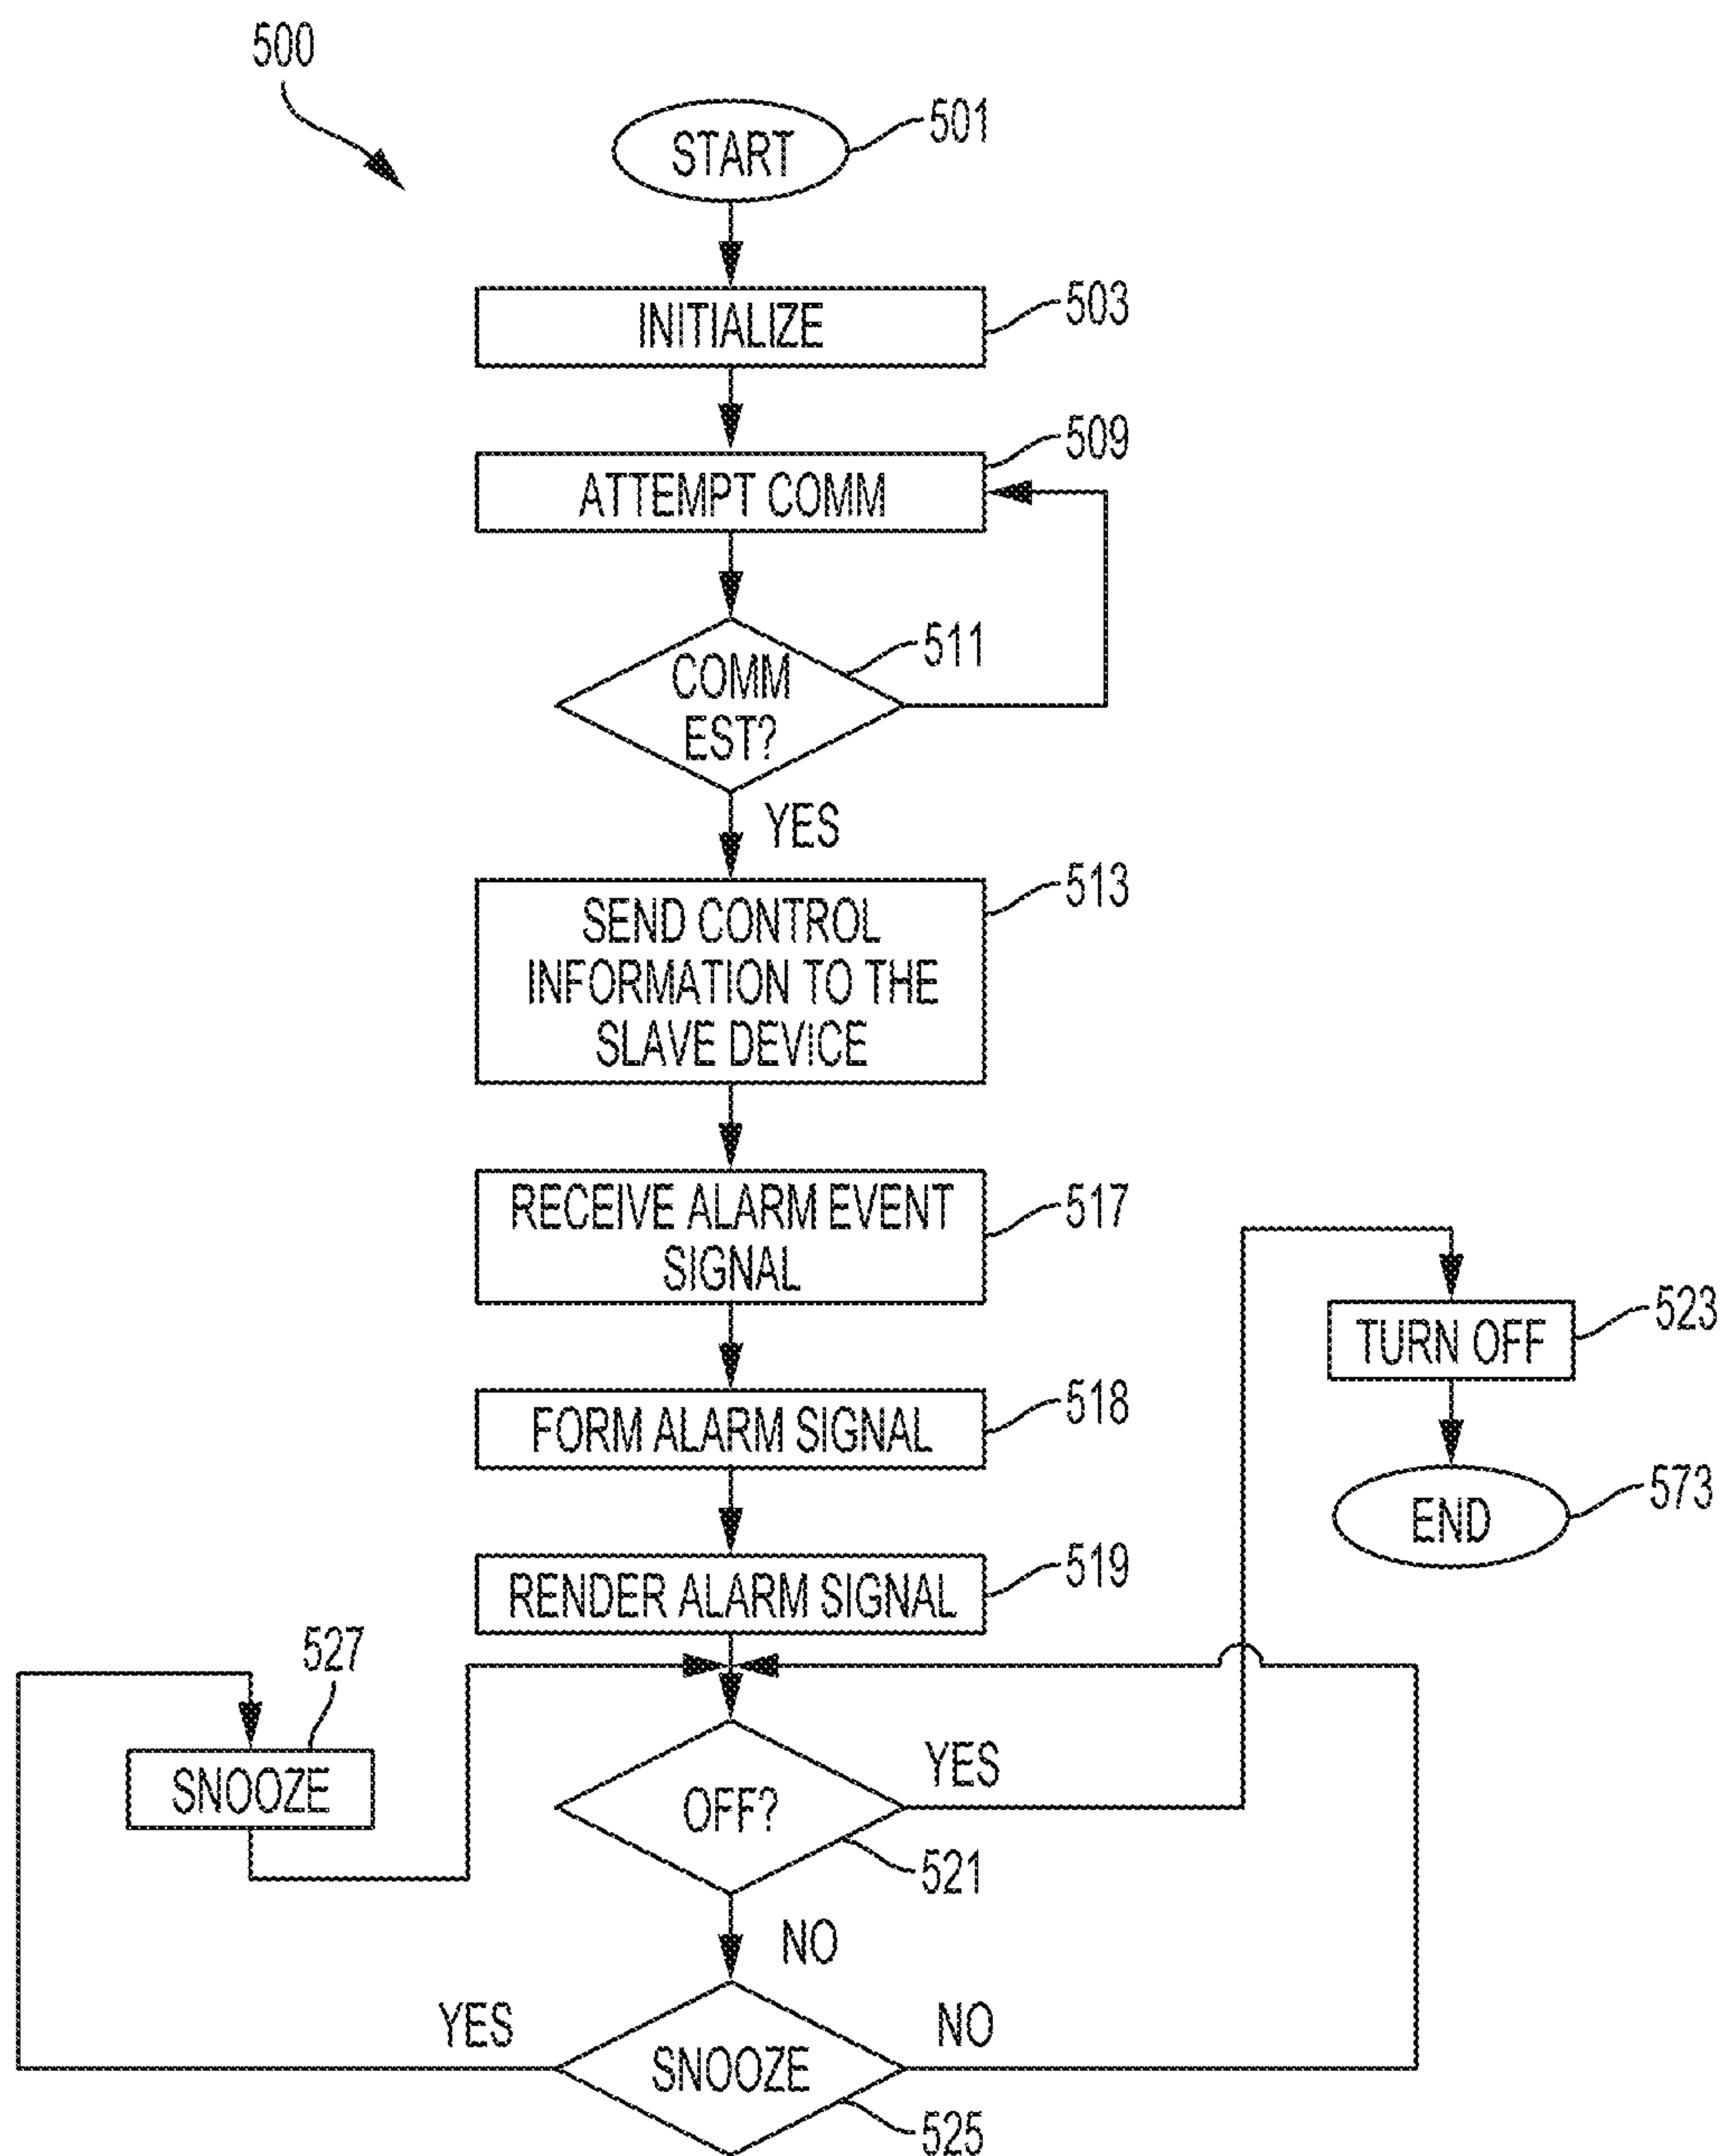 500
START
501
INITIALIZE
503
ATTEMPT COMM
509
COMM
EST?
511
YES
SEND CONTROL
INFORMATION TO THE
SLAVE DEVICE
513
RECEIVE ALARM EVENT
SIGNAL
517
FORM ALARM SIGNAL
518
RENDER ALARM SIGNAL
519
OFF?
521
YES
TURN OFF
523
END
573
NO
SNOOZE
525
YES
NO
SNOOZE
527